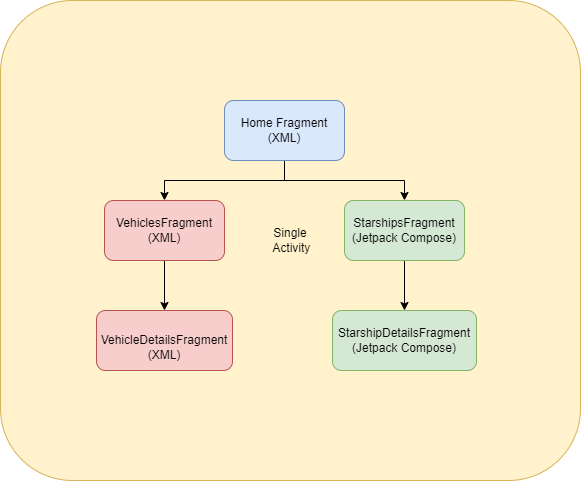 Home Fragment
(XML)
VehiclesFragment
(XML)
Single
Activity
StarshipsFragment
(Jetpack Compose)
VehicleDetailsFragment
(XML)
StarshipDetailsFragment
(Jetpack Compose)